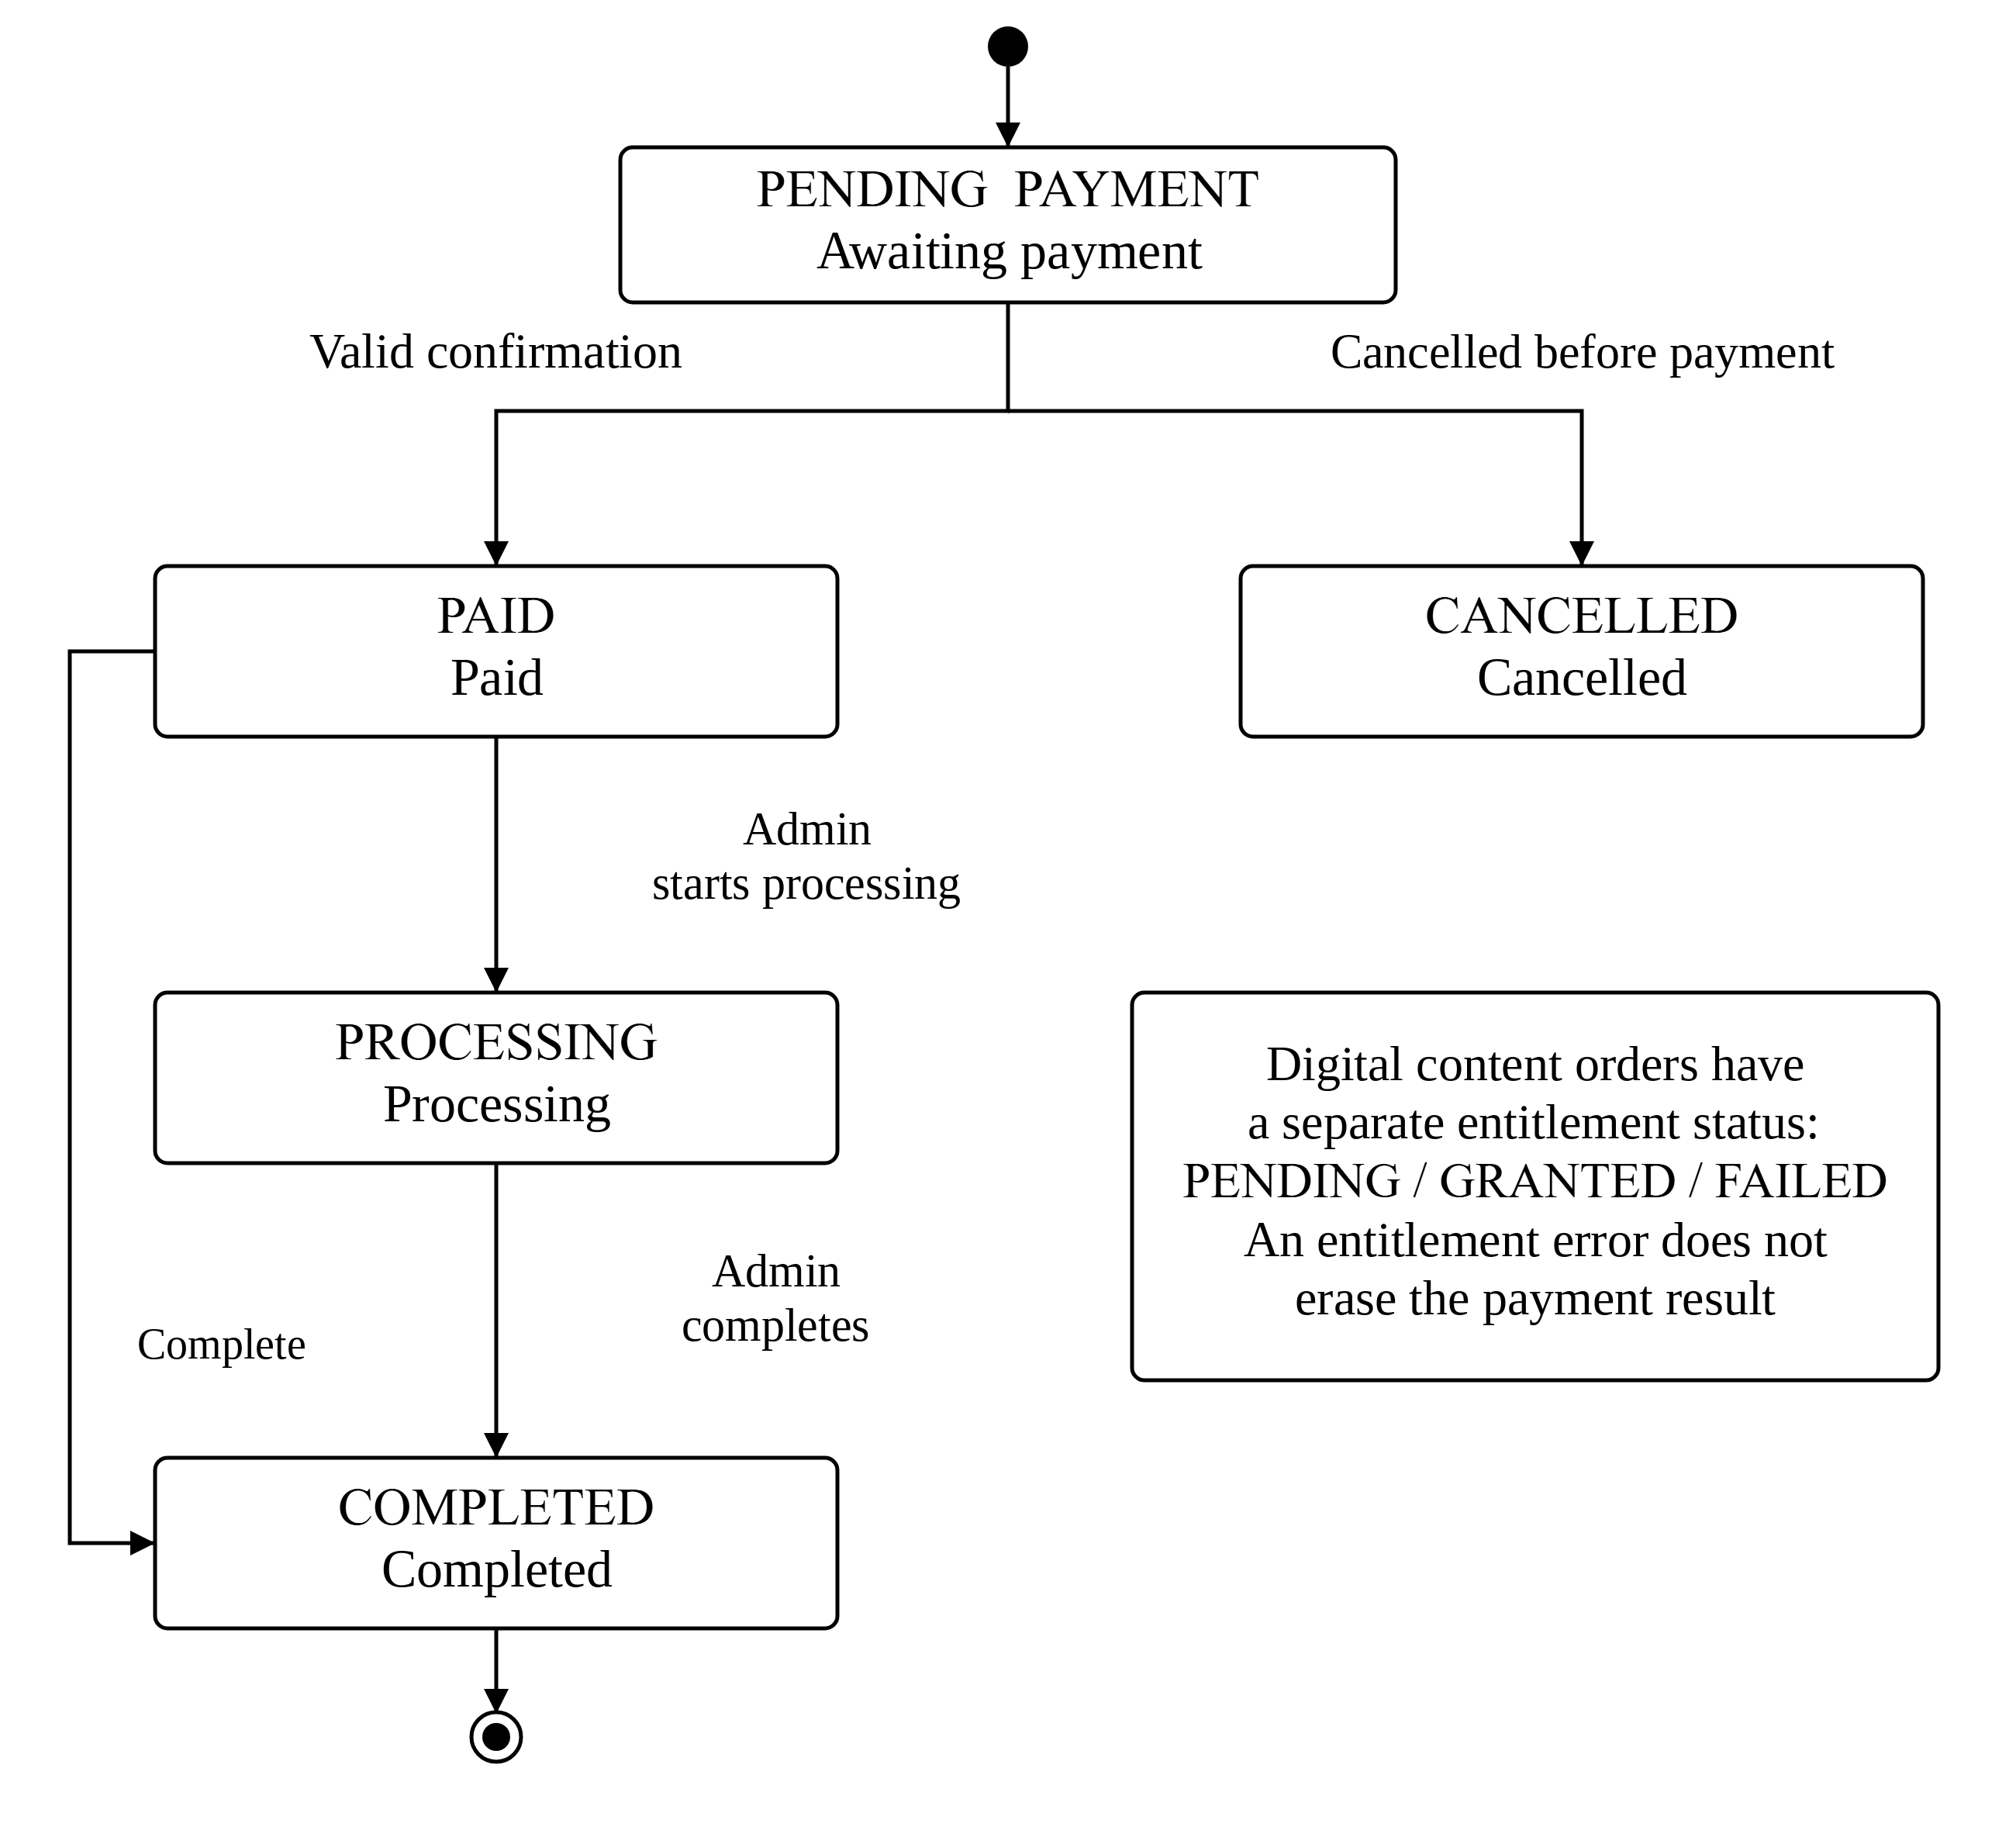 PENDING PAYMENT
Awaiting payment
Valid confirmation
Cancelled before payment
PAID
Paid
CANCELLED
Cancelled
Admin
starts processing
PROCESSING
Processing
Digital content orders have
a separate entitlement status:
PENDING / GRANTED / FAILED
An entitlement error does not
erase the payment result
Admin
completes
Complete
COMPLETED
Completed